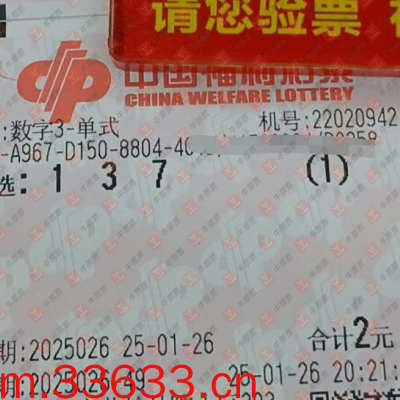 请您验票
中国福利彩票
CHINA WELFARE LOTTERY
:数字3-单式 机号:22020942
-A967-D150-8804-40
选: 1 3 7 (1)
合计2元
期:2025026 25-01-26
25-01-26 20:21:
m.33633.cn